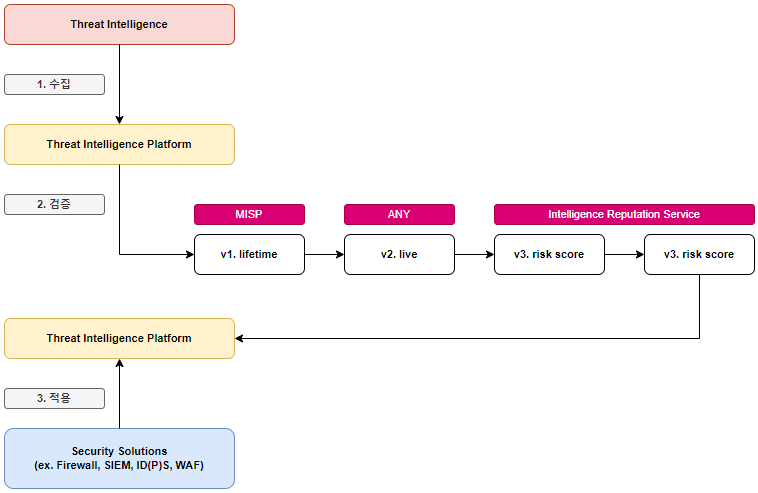 Threat Intelligence
1. 수집
Threat Intelligence Platform
2. 검증
MISP
ANY
Intelligence Reputation Service
v1. lifetime
v2. live
v3. risk score
v3. risk score
Threat Intelligence Platform
3. 적용
Security Solutions
(ex. Firewall, SIEM, ID(P)S, WAF)